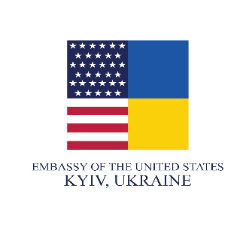 EMBASSY OF THE UNITED STATES
KYIV, UKRAINE